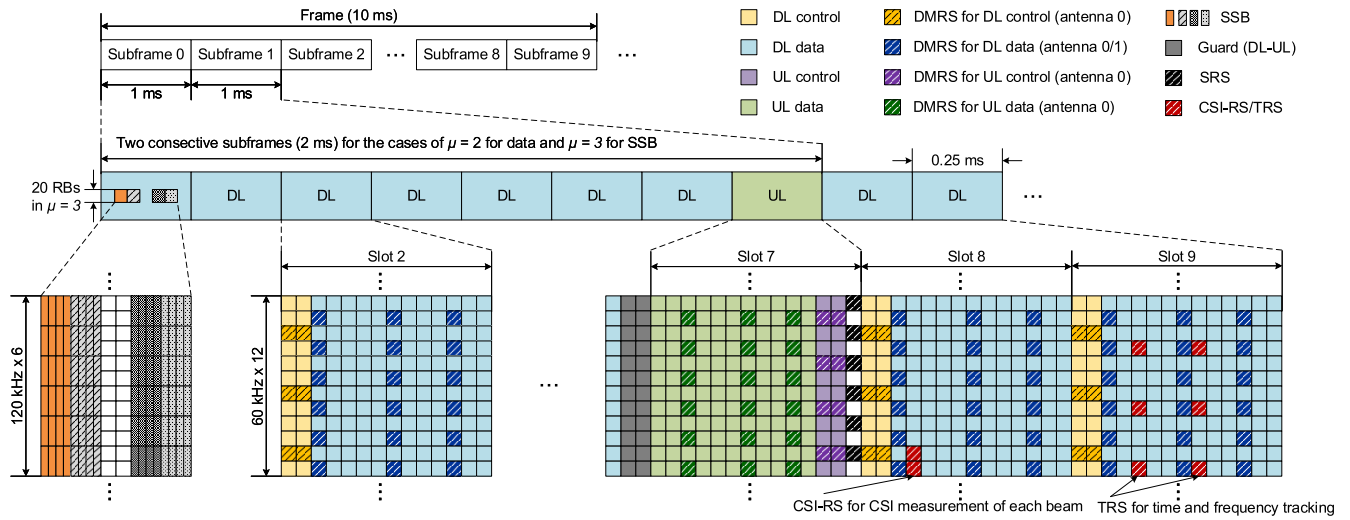 Frame (10 ms)
Subframe 0 Subframe 1 Subframe 2 ··· Subframe 8 Subframe 9 ···
1 ms 1 ms
DL control
DL data
UL control
UL data
DMRS for DL control (antenna 0)
DMRS for DL data (antenna 0/1)
DMRS for UL control (antenna 0)
DMRS for UL data (antenna 0)
SSB
Guard (DL-UL)
SRS
CSI-RS/TRS
Two consective subframes (2 ms) for the cases of μ = 2 for data and μ = 3 for SSB
0.25 ms
20 RBs
in μ = 3
DL DL DL DL DL DL UL DL DL ···
Slot 2 Slot 7 Slot 8 Slot 9
120 kHz x 6
60 kHz x 12
···
CSI-RS for CSI measurement of each beam
TRS for time and frequency tracking